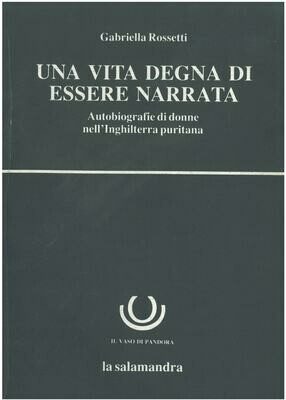 Gabriella Rossetti
UNA VITA DEGNA DI
ESSERE NARRATA
Autobiografie di donne
nell'Inghilterra puritana
IL VASO DI PANDORA
la salamandra